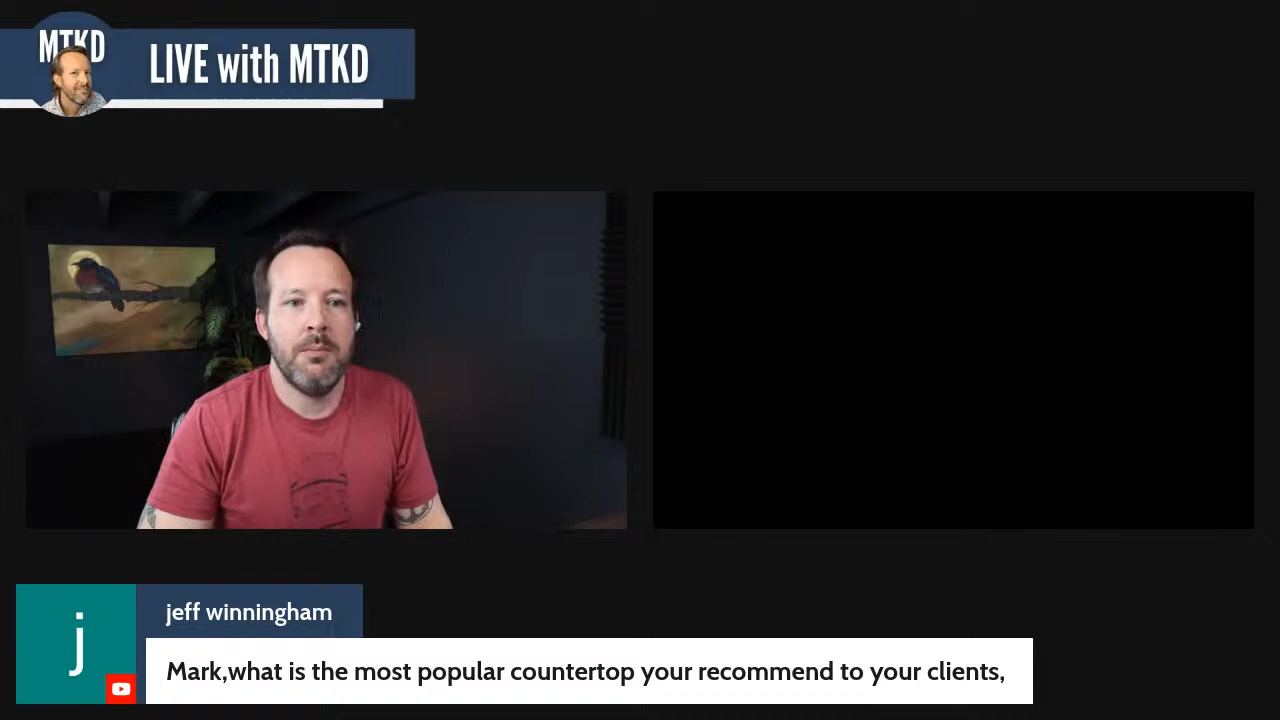 MTKD
LIVE with MTKD
j
jeff winningham
Mark,what is the most popular countertop your recommend to your clients,